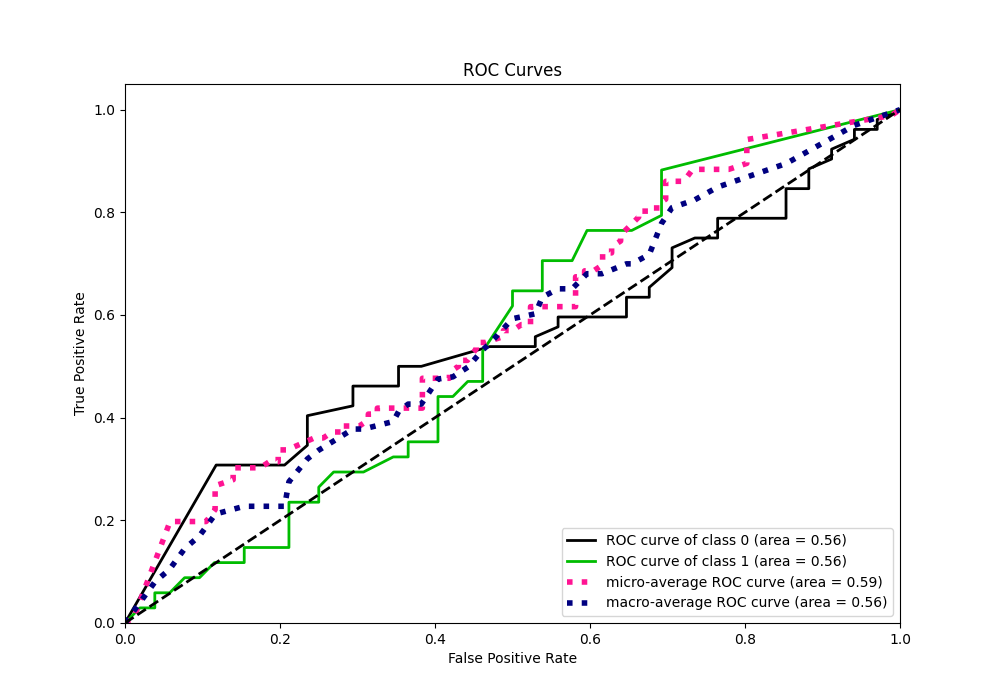 ROC Curves
1.0
0.8
0.6
0.4
0.2
0.0
True Positive Rate
ROC curve of class 0 (area = 0.56)
ROC curve of class 1 (area = 0.56)
micro-average ROC curve (area = 0.59)
macro-average ROC curve (area = 0.56)
0.0 0.2 0.4 0.6 0.8 1.0
False Positive Rate